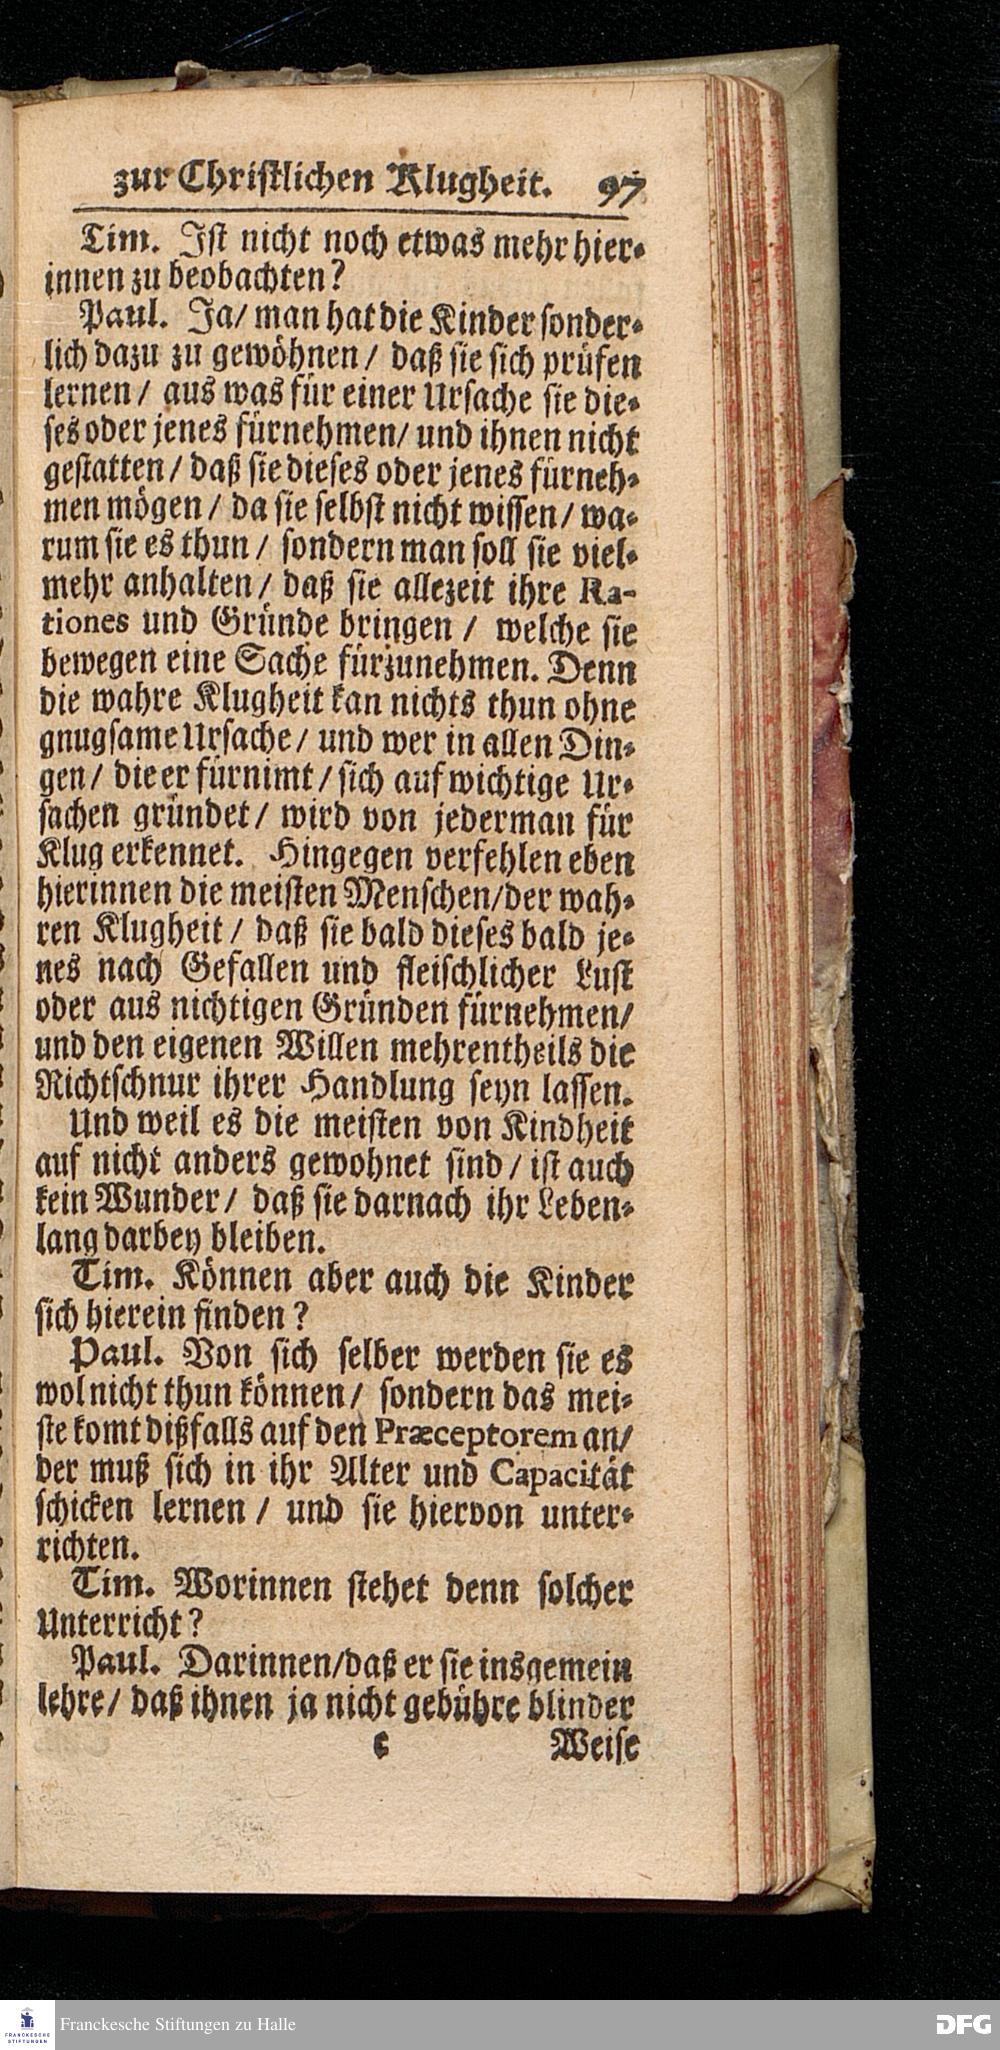 zur Christlichen Klugheit. 97
Tim. Ist nicht noch etwas mehr hier-
innen zu beobachten?
Paul. Ja/ man hat die Kinder sonder-
lich dazu zu gewöhnen / daß sie sich prüfen
lernen / aus was für einer Ursache sie die-
ses oder jenes fürnehmen/ und ihnen nicht
gestatten / daß sie dieses oder jenes fürneh-
men mögen / da sie selbst nicht wissen/ wa-
rum sie es thun / sondern man soll sie viel-
mehr anhalten / daß sie allezeit ihre Ra-
tiones und Gründe bringen / welche sie
bewegen eine Sache fürzunehmen. Denn
die wahre Klugheit kan nichts thun ohne
gnugsame Ursache / und wer in allen Din-
gen / die er fürnimt / sich auf wichtige Ur-
sachen gründet / wird von jederman für
Klug erkennet. Hingegen verfehlen eben
hierinnen die meisten Menschen/der wah-
ren Klugheit / daß sie bald dieses bald je-
nes nach Gefallen und fleischlicher Lust
oder aus nichtigen Gründen fürnehmen/
und den eigenen Willen mehrentheils die
Richtschnur ihrer Handlung seyn lassen.
Und weil es die meisten von Kindheit
auf nicht anders gewohnet sind / ist auch
kein Wunder / daß sie darnach ihr Leben-
lang darbey bleiben.
Tim. Können aber auch die Kinder
sich hierein finden?
Paul. Von sich selber werden sie es
wol nicht thun können/ sondern das mei-
ste komt dißfalls auf den Præceptorem an/
der muß sich in ihr Alter und Capacität
schicken lernen / und sie hiervon unter-
richten.
Tim. Worinnen stehet denn solcher
Unterricht?
Paul. Darinnen/daß er sie insgemein
lehre/ daß ihnen ja nicht gebühre blinder
E Weise
FRANCKESCHE
STIFTUNGEN
Franckesche Stiftungen zu Halle
DFG